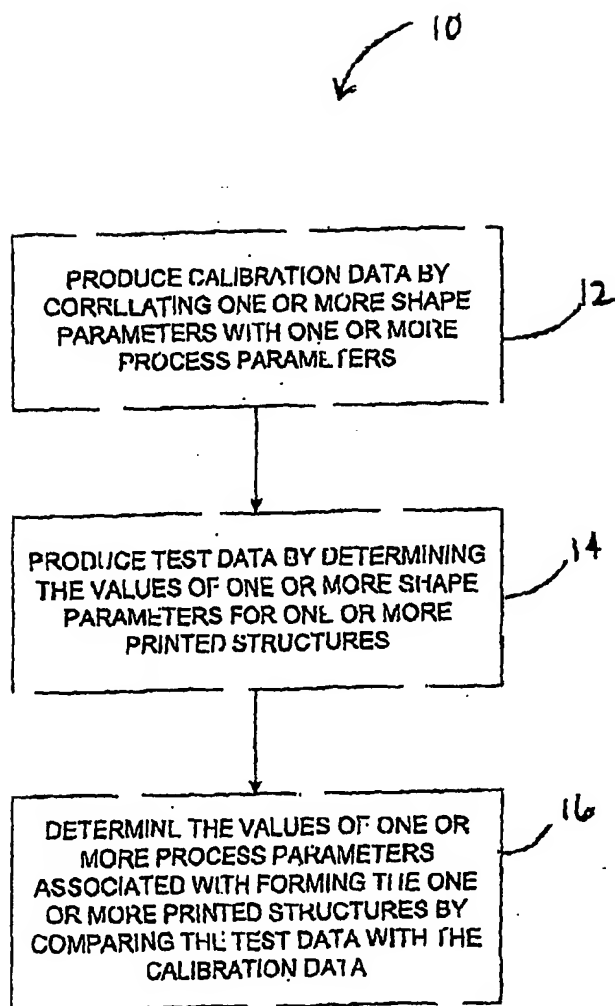 10
PRODUCE CALIBRATION DATA BY
CORRELATING ONE OR MORE SHAPE
PARAMETERS WITH ONE OR MORE
PROCESS PARAMETERS
12
PRODUCE TEST DATA BY DETERMINING
THE VALUES OF ONE OR MORE SHAPE
PARAMETERS FOR ONE OR MORE
PRINTED STRUCTURES
14
DETERMINE THE VALUES OF ONE OR
MORE PROCESS PARAMETERS
ASSOCIATED WITH FORMING THE ONE
OR MORE PRINTED STRUCTURES BY
COMPARING THE TEST DATA WITH THE
CALIBRATION DATA
16